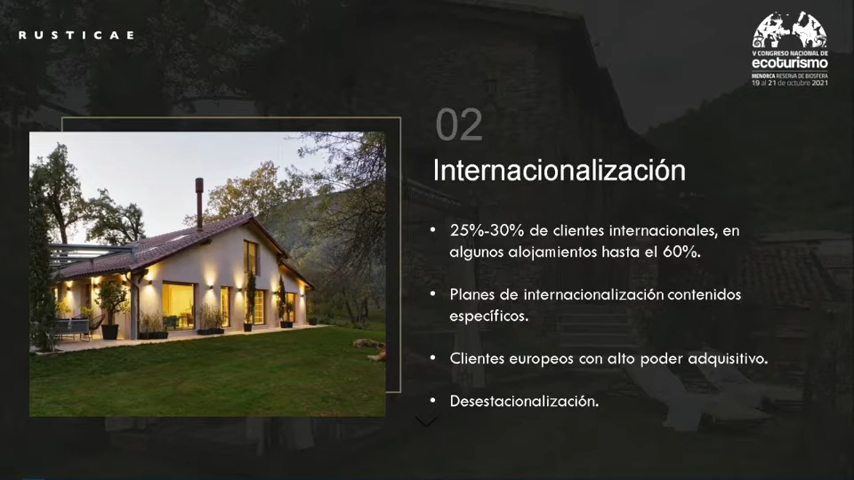 RUSTICAE
V CONGRESO NACIONAL DE
ecoturismo
MENORCA RESERVA DE BIOSFERA
19 al 21 de octubre 2021
02
Internacionalización
• 25%-30% de clientes internacionales, en
algunos alojamientos hasta el 60%.
• Planes de internacionalización contenidos
específicos.
• Clientes europeos con alto poder adquisitivo.
• Desestacionalización.